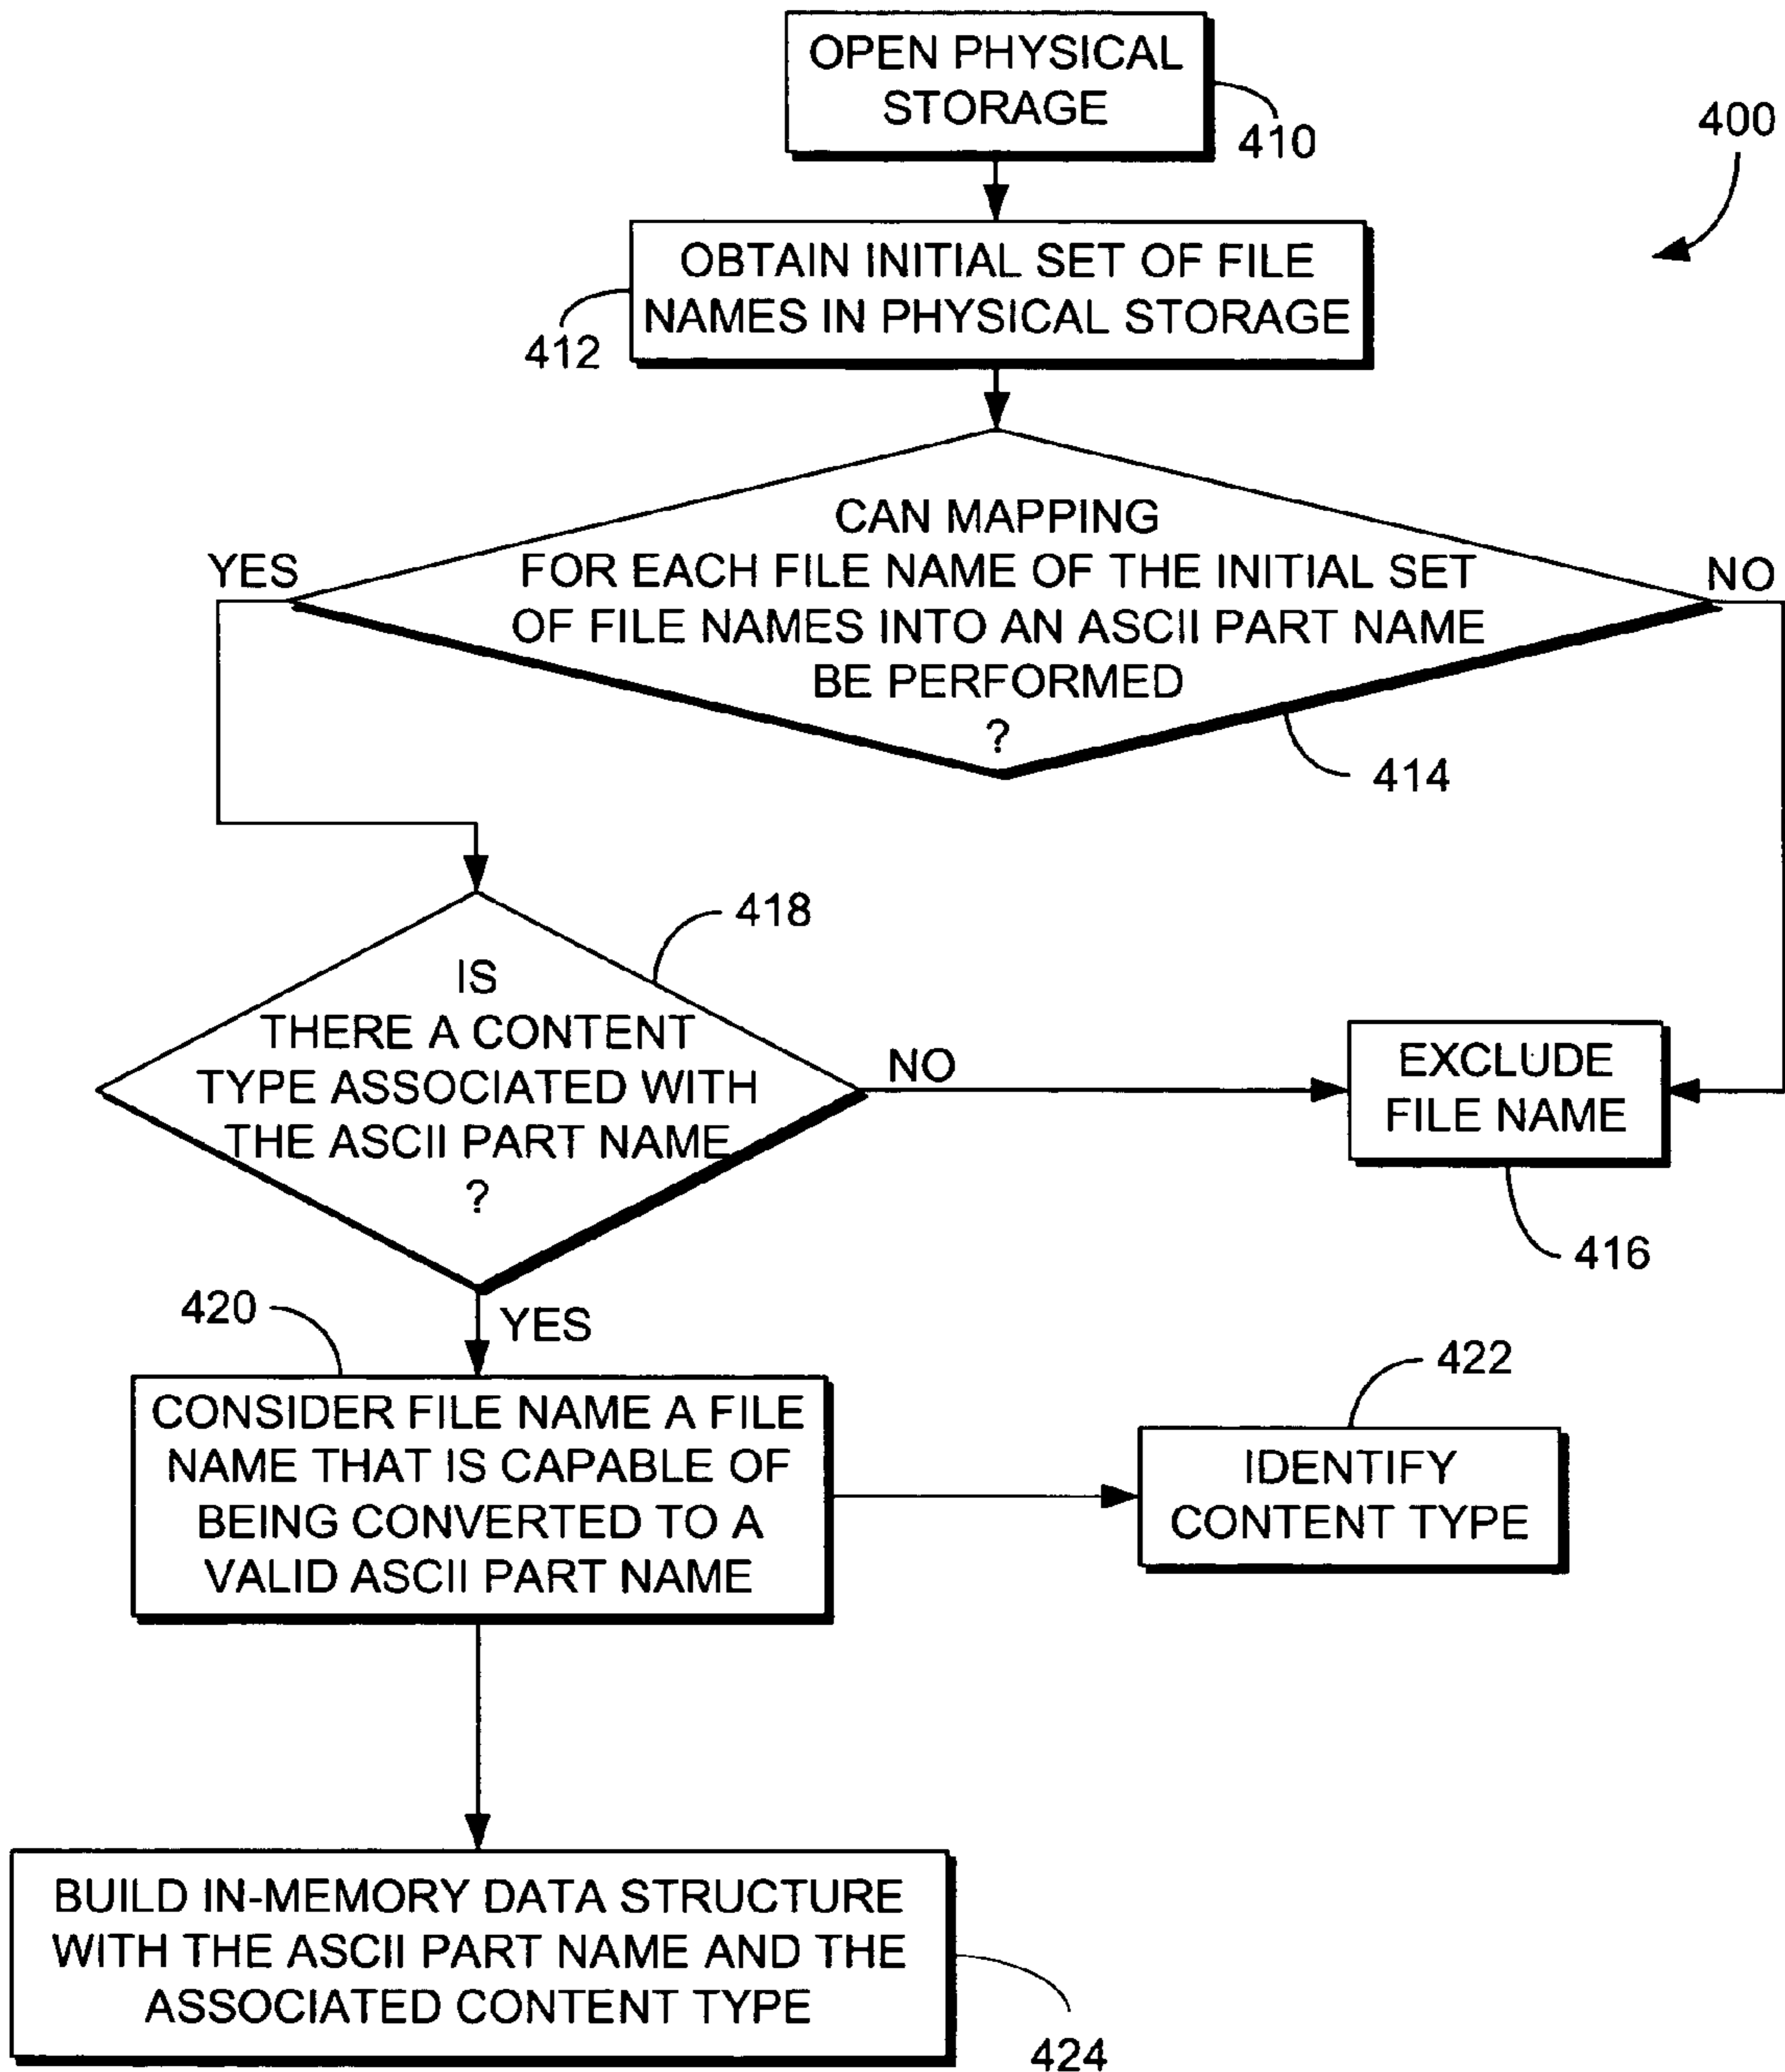 OPEN PHYSICAL
STORAGE
410
400
OBTAIN INITIAL SET OF FILE
NAMES IN PHYSICAL STORAGE
412
CAN MAPPING
FOR EACH FILE NAME OF THE INITIAL SET
OF FILE NAMES INTO AN ASCII PART NAME
BE PERFORMED
?
YES
NO
414
418
IS
THERE A CONTENT
TYPE ASSOCIATED WITH
THE ASCII PART NAME
?
NO
EXCLUDE
FILE NAME
416
YES
420
CONSIDER FILE NAME A FILE
NAME THAT IS CAPABLE OF
BEING CONVERTED TO A
VALID ASCII PART NAME
422
IDENTIFY
CONTENT TYPE
BUILD IN-MEMORY DATA STRUCTURE
WITH THE ASCII PART NAME AND THE
ASSOCIATED CONTENT TYPE
424